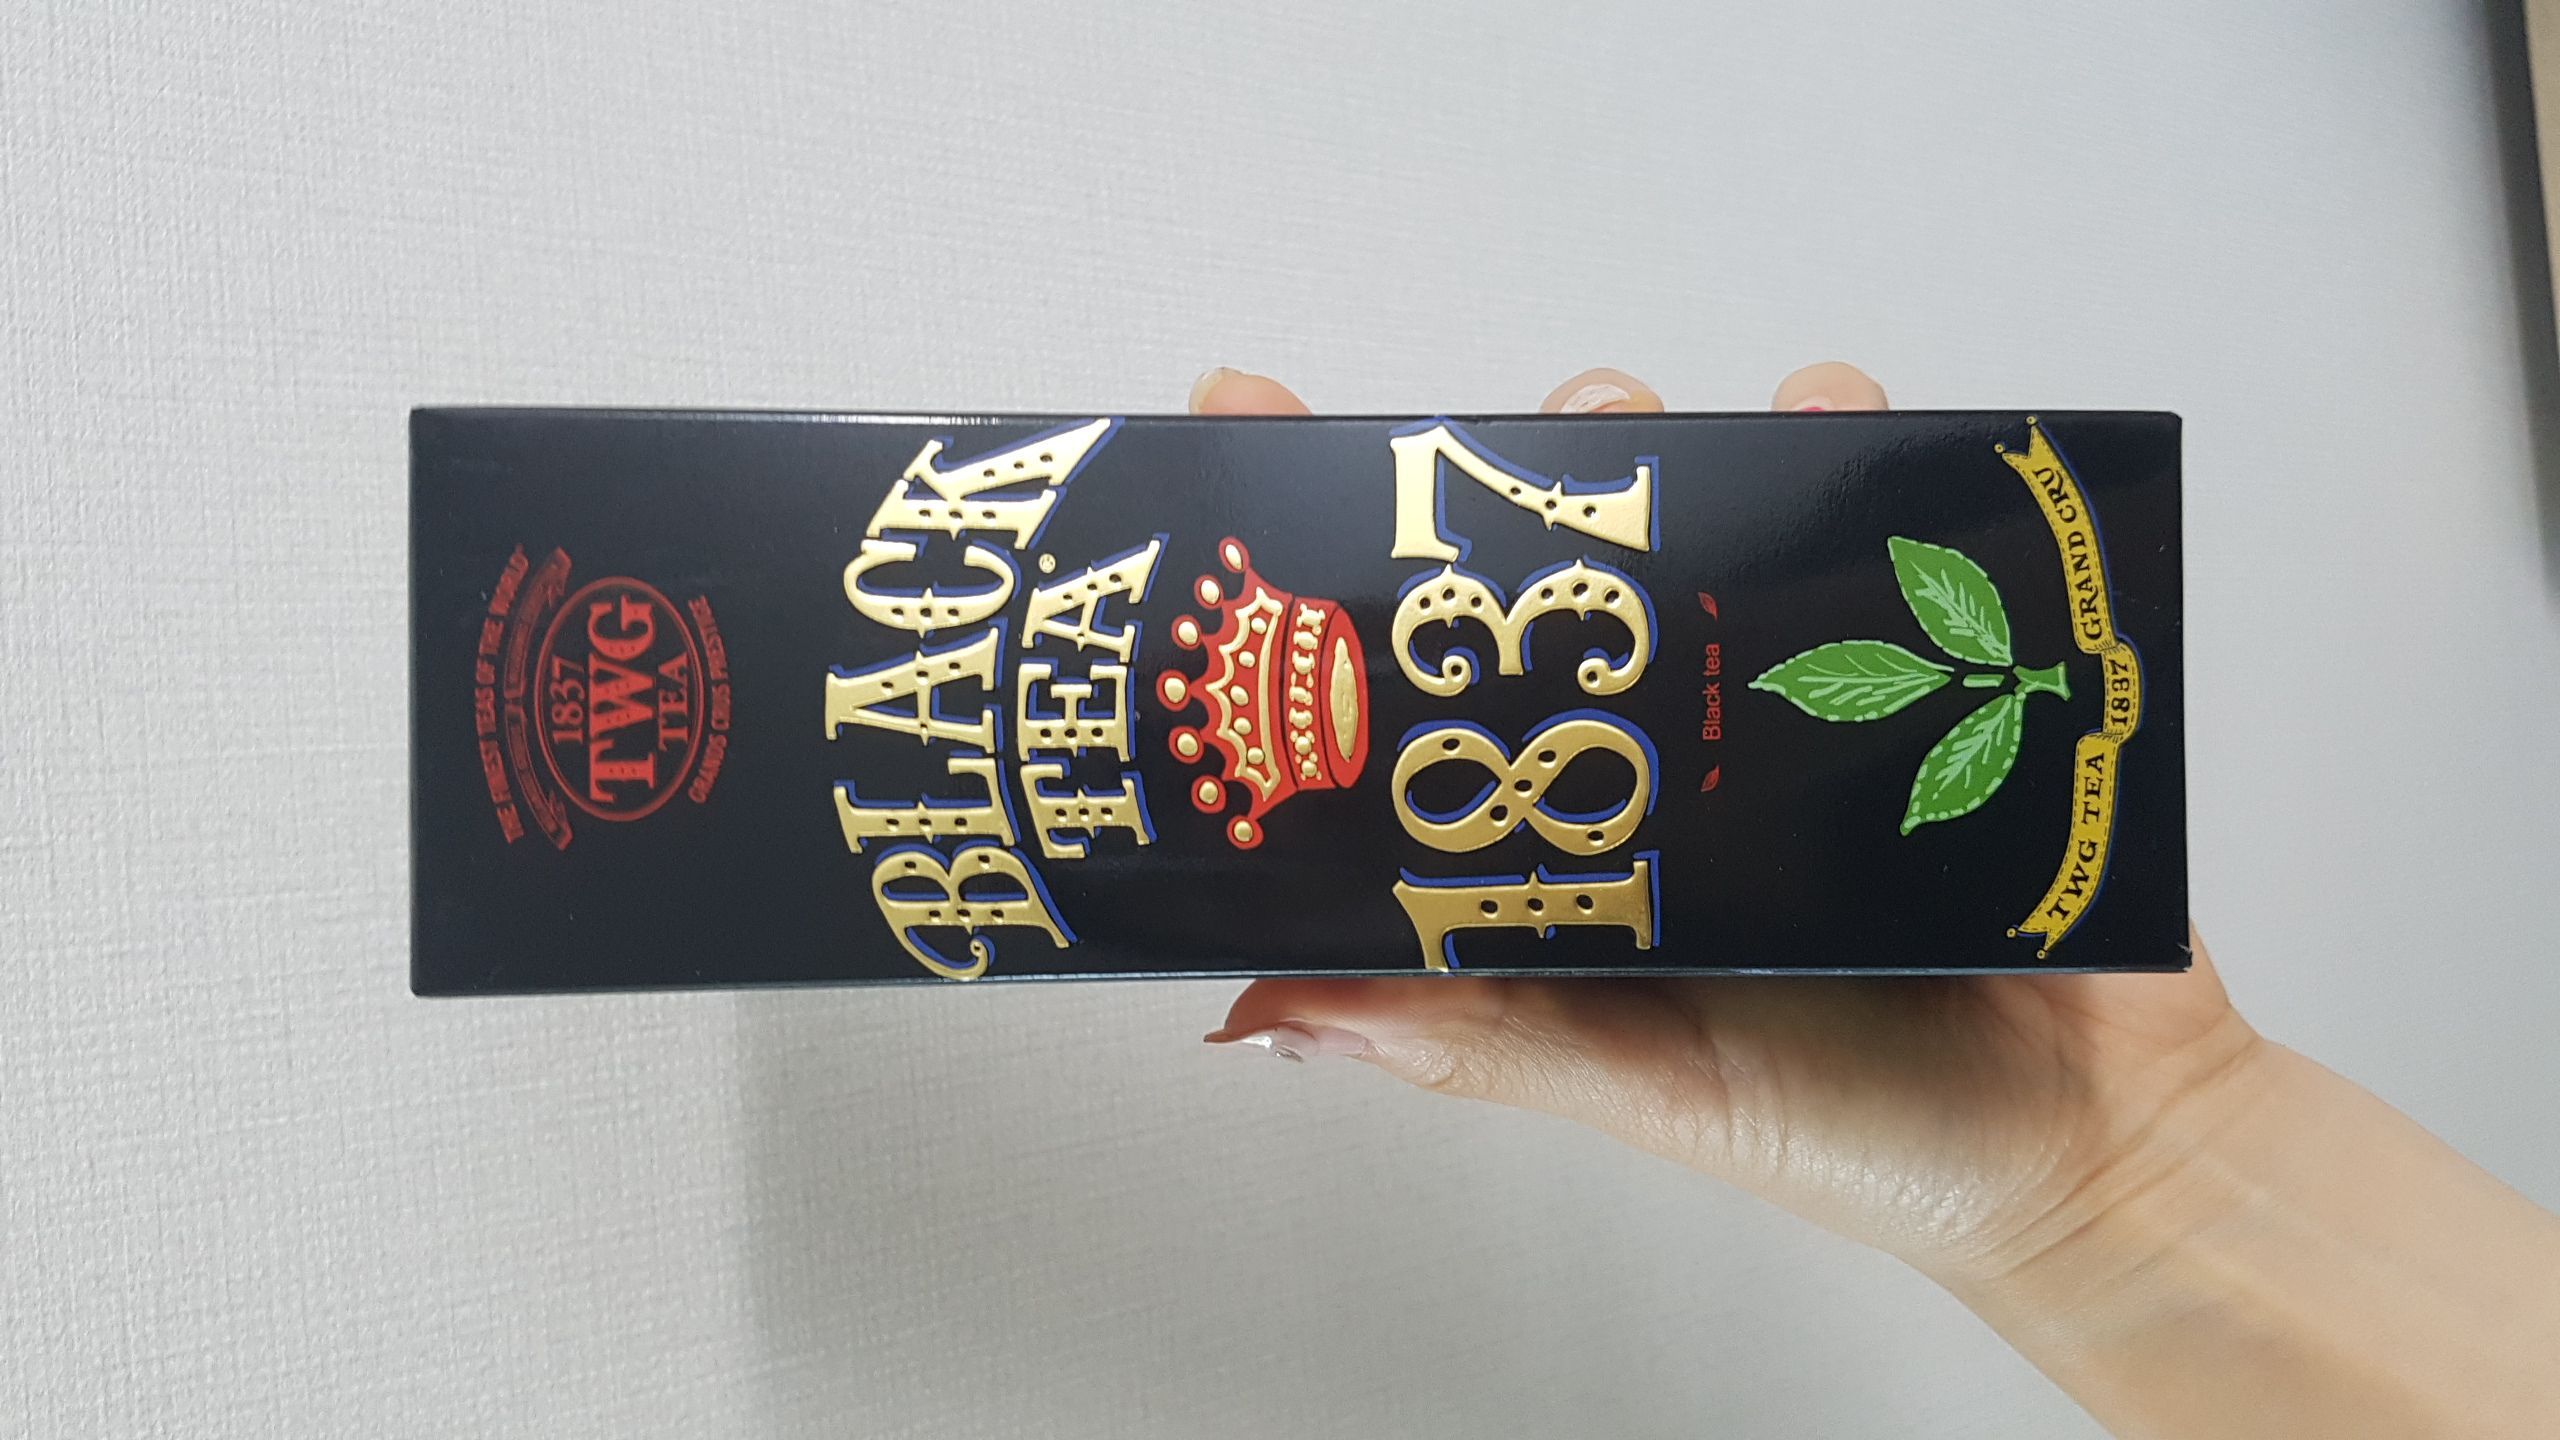 THE FINEST TEAS OF THE WORLD
1837
TWG
TEA
GRANDS CRUS PRESTIGE
BLACK
TEA
1837
Black tea
TWG TEA 1837 GRAND CRU